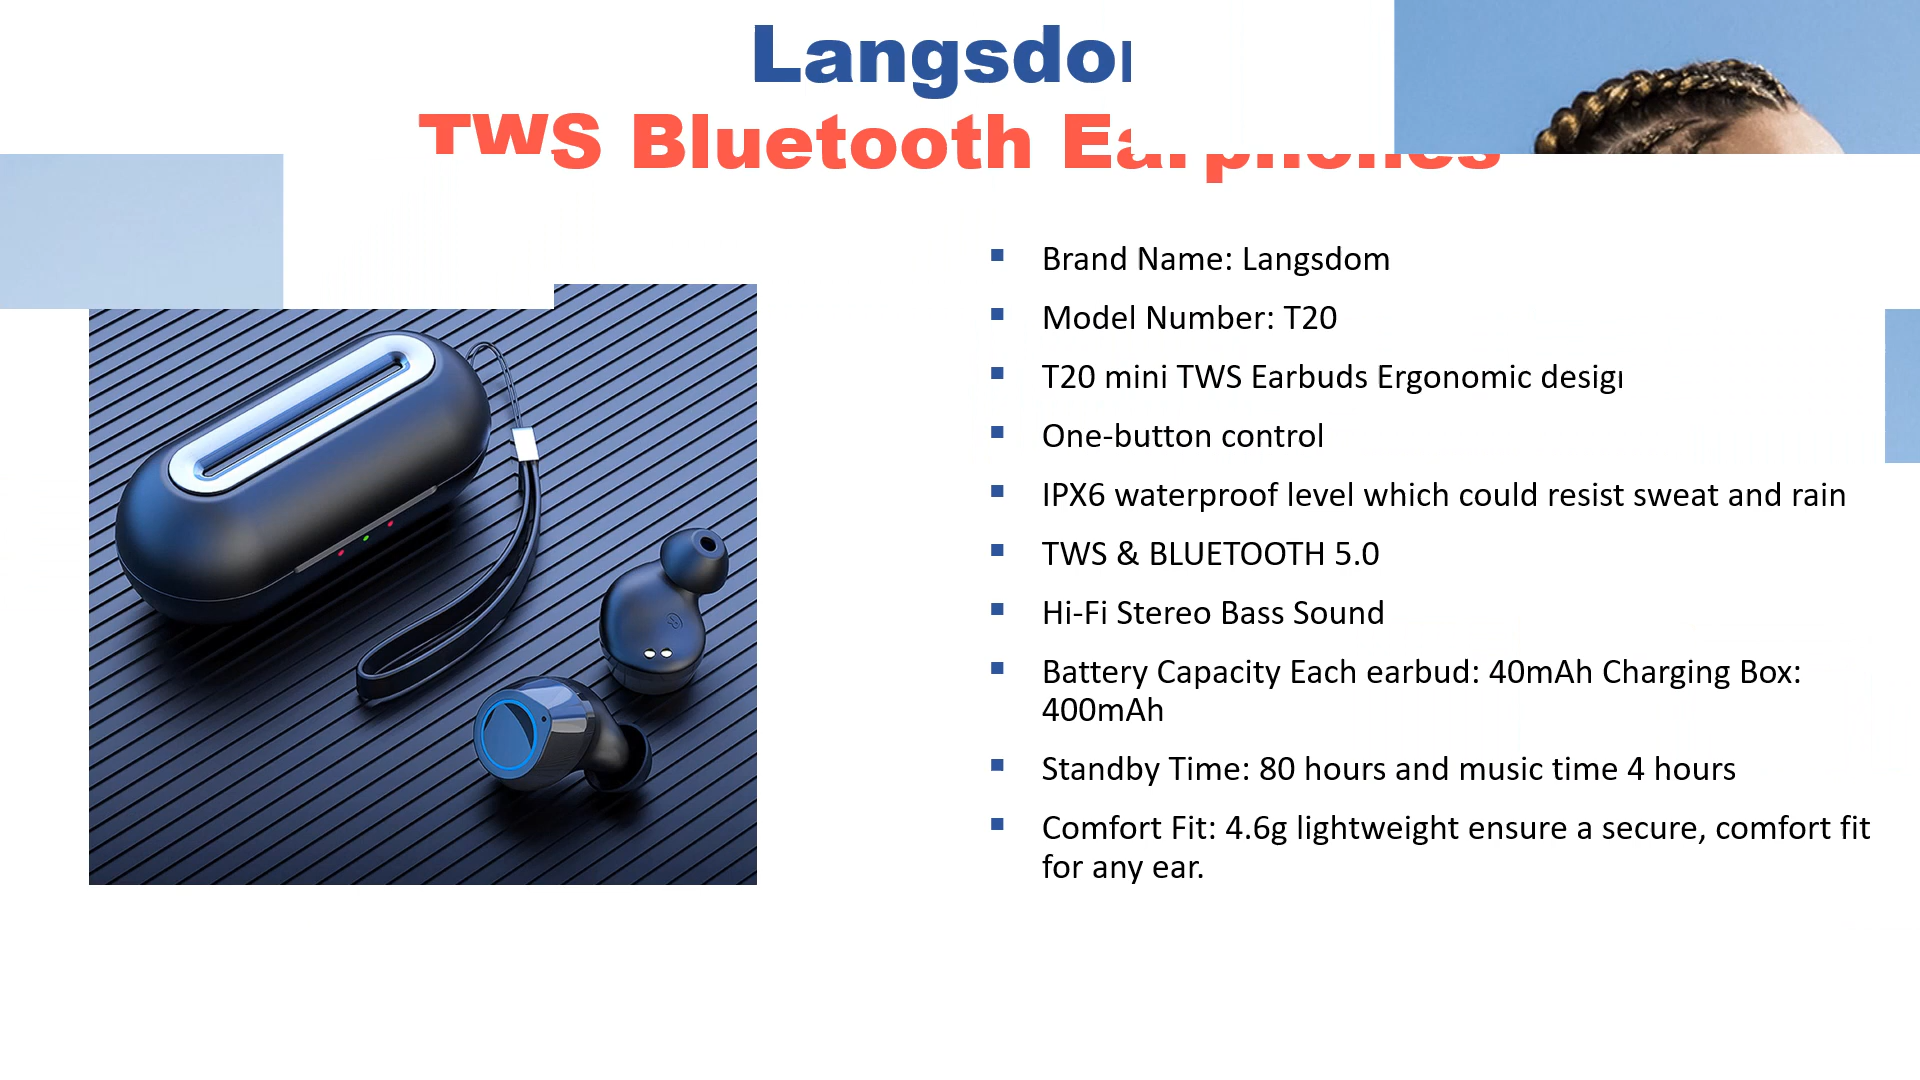 TWS Bluetooth
Brand Name: Langsdom
Model Number: T20
T20 mini TWS Earbuds Ergonomic
One-button control
IPX6 waterproof level which could resist sweat and rain
TWS & BLUETOOTH 5.0
Hi-Fi Stereo Bass Sound
Battery Capacity Each earbud: 40mAh Charging Box:
400mAh
Standby Time: 80 hours and music time 4 hours
Comfort Fit: 4.6g lightweight ensure a secure, comfort fit
for any ear.